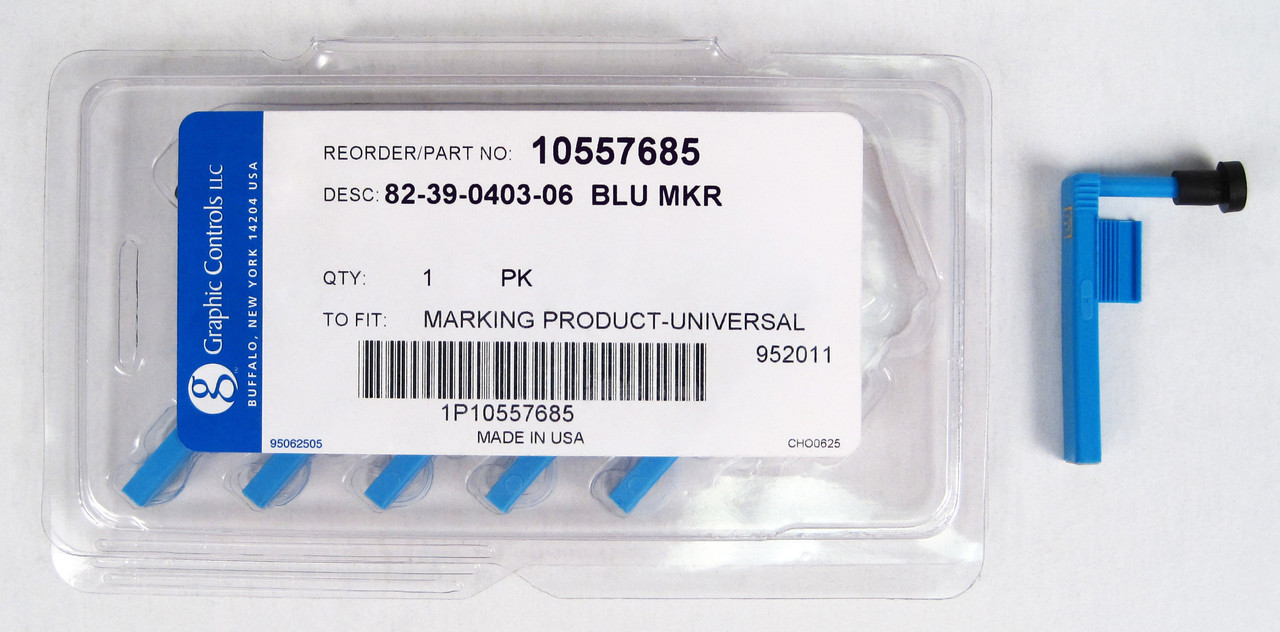 Graphic Controls LLC
BUFFALO, NEW YORK 14204 USA
g
REORDER/PART NO: 10557685
DESC: 82-39-0403-06 BLU MKR
QTY: 1 PK
TO FIT: MARKING PRODUCT-UNIVERSAL
952011
1P10557685
MADE IN USA
95062505
CHO0625